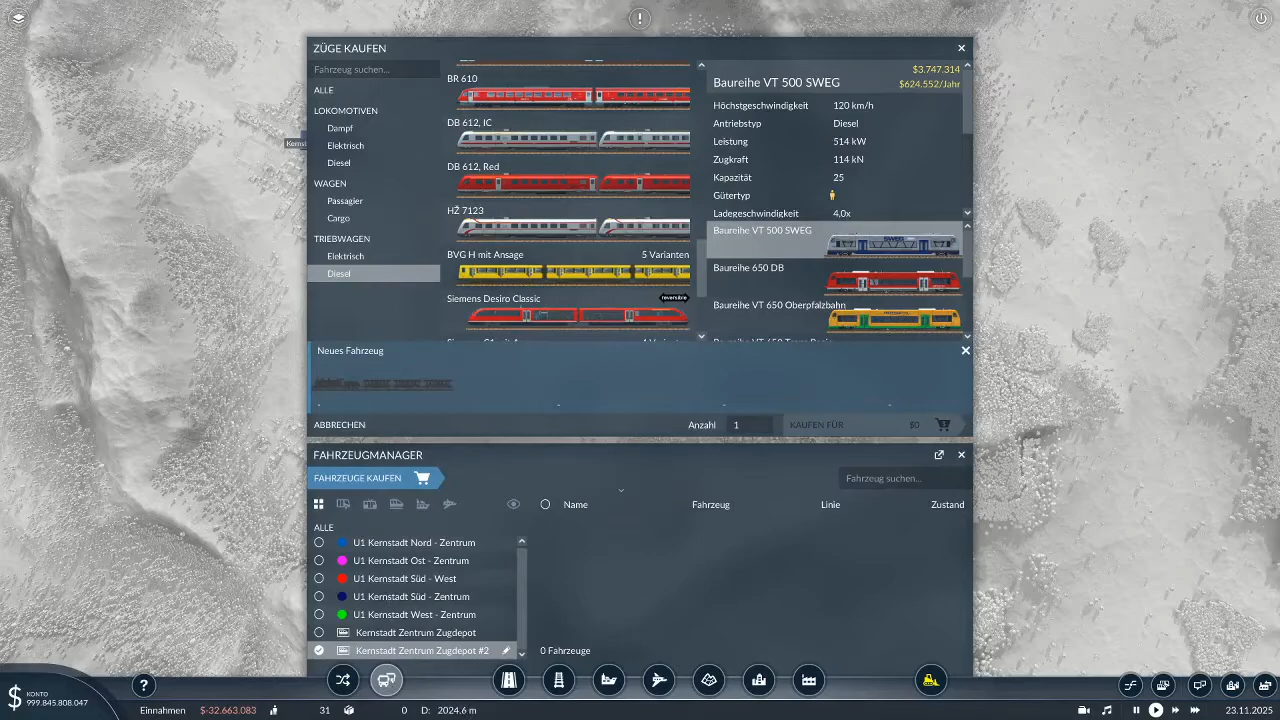 ZÜGE KAUFEN
Fahrzeug suchen...
ALLE
LOKOMOTIVEN
Dampf
Elektrisch
Diesel
WAGEN
Passagier
Cargo
TRIEBWAGEN
Elektrisch
Diesel
BR 610
DB 612, IC
DB 612, Red
HŽ 7123
BVG H mit Ansage 5 Varianten
Siemens Desiro Classic reversible
$3.747.314
Baureihe VT 500 SWEG $624.552/Jahr
Höchstgeschwindigkeit 120 km/h
Antriebstyp Diesel
Leistung 514 kW
Zugkraft 114 kN
Kapazität 25
Gütertyp
Ladegeschwindigkeit 4,0x
Baureihe VT 500 SWEG
Baureihe 650 DB
Baureihe VT 650 Oberpfalzbahn
Neues Fahrzeug
ABBRECHEN Anzahl 1 KAUFEN FÜR $0
FAHRZEUGMANAGER
FAHRZEUGE KAUFEN Fahrzeug suchen...
Name Fahrzeug Linie Zustand
ALLE
U1 Kernstadt Nord - Zentrum
U1 Kernstadt Ost - Zentrum
U1 Kernstadt Süd - West
U1 Kernstadt Süd - Zentrum
U1 Kernstadt West - Zentrum
Kernstadt Zentrum Zugdepot
Kernstadt Zentrum Zugdepot #2 0 Fahrzeuge
KONTO
$ 999.845.808.047
?
Einnahmen $-32.663.083 31 0 D: 2024.6 m 23.11.2025